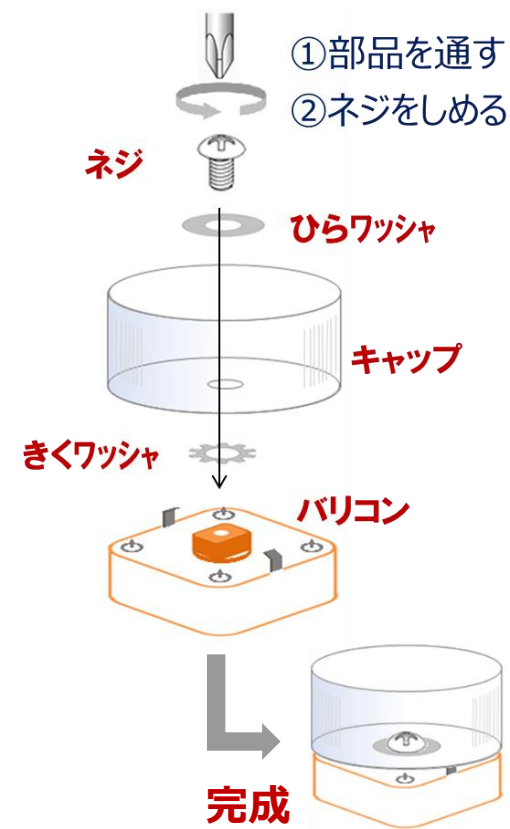 ①部品を通す
②ネジをしめる
ネジ
ひらワッシャ
キャップ
きくワッシャ
バリコン
完成